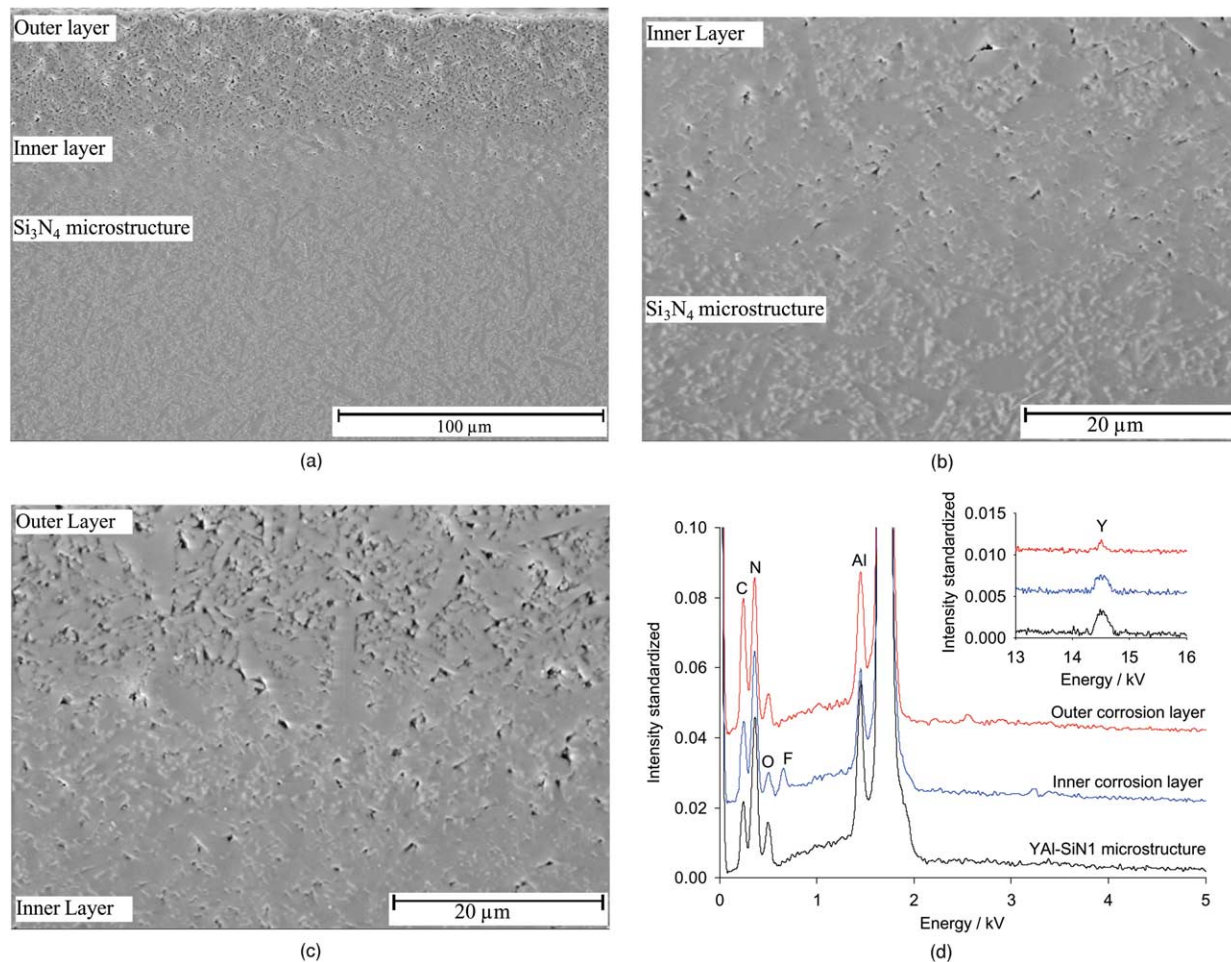 Outer layer
Inner layer
Si₃N₄ microstructure
100 µm
(a)
Inner Layer
Si₃N₄ microstructure
20 µm
(b)
Outer Layer
Inner Layer
20 µm
(c)
Intensity standardized
0.10
0.08
0.06
0.04
0.02
0.00
0
1
2
3
4
5
Energy / kV
C
N
O
F
Al
Outer corrosion layer
Inner corrosion layer
YAl-SiN1 microstructure
Intensity standardized
0.015
0.010
0.005
0.000
Y
13
14
15
16
Energy / kV
(d)